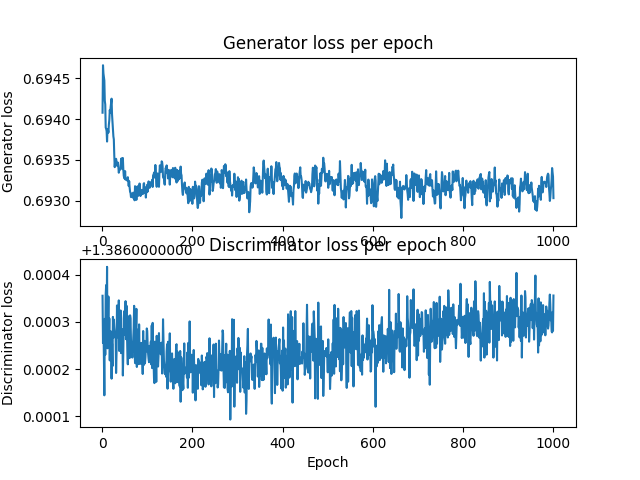 Generator loss per epoch
Generator loss
0.6945
0.6940
0.6935
0.6930
0 200 400 600 800 1000
+1.3860000000
Discriminator loss per epoch
Discriminator loss
0.0004
0.0003
0.0002
0.0001
0 200 400 600 800 1000
Epoch